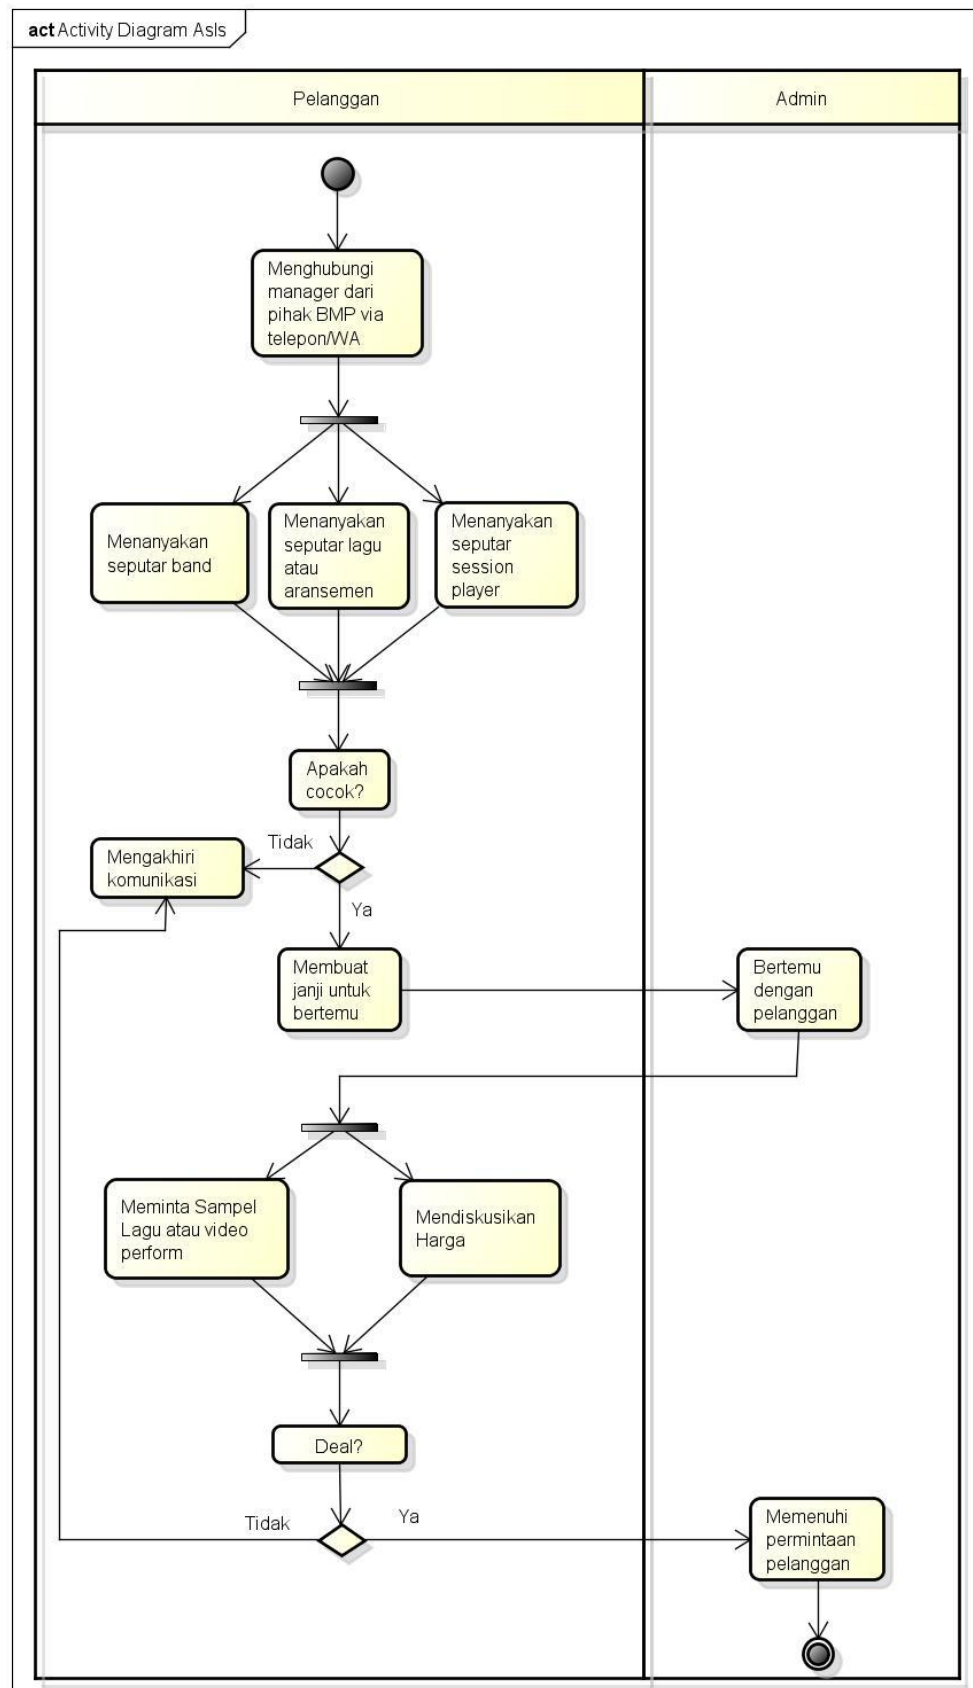 act Activity Diagram AsIs
Pelanggan
Admin
Menghubungi
manager dari
pihak BMP via
telepon/WA
Menanyakan
seputar band
Menanyakan
seputar lagu
atau
aransemen
Menanyakan
seputar
session
player
Apakah
cocok?
Tidak
Mengakhiri
komunikasi
Ya
Membuat
janji untuk
bertemu
Bertemu
dengan
pelanggan
Meminta Sampel
Lagu atau video
perform
Mendiskusikan
Harga
Deal?
Tidak
Ya
Memenuhi
permintaan
pelanggan